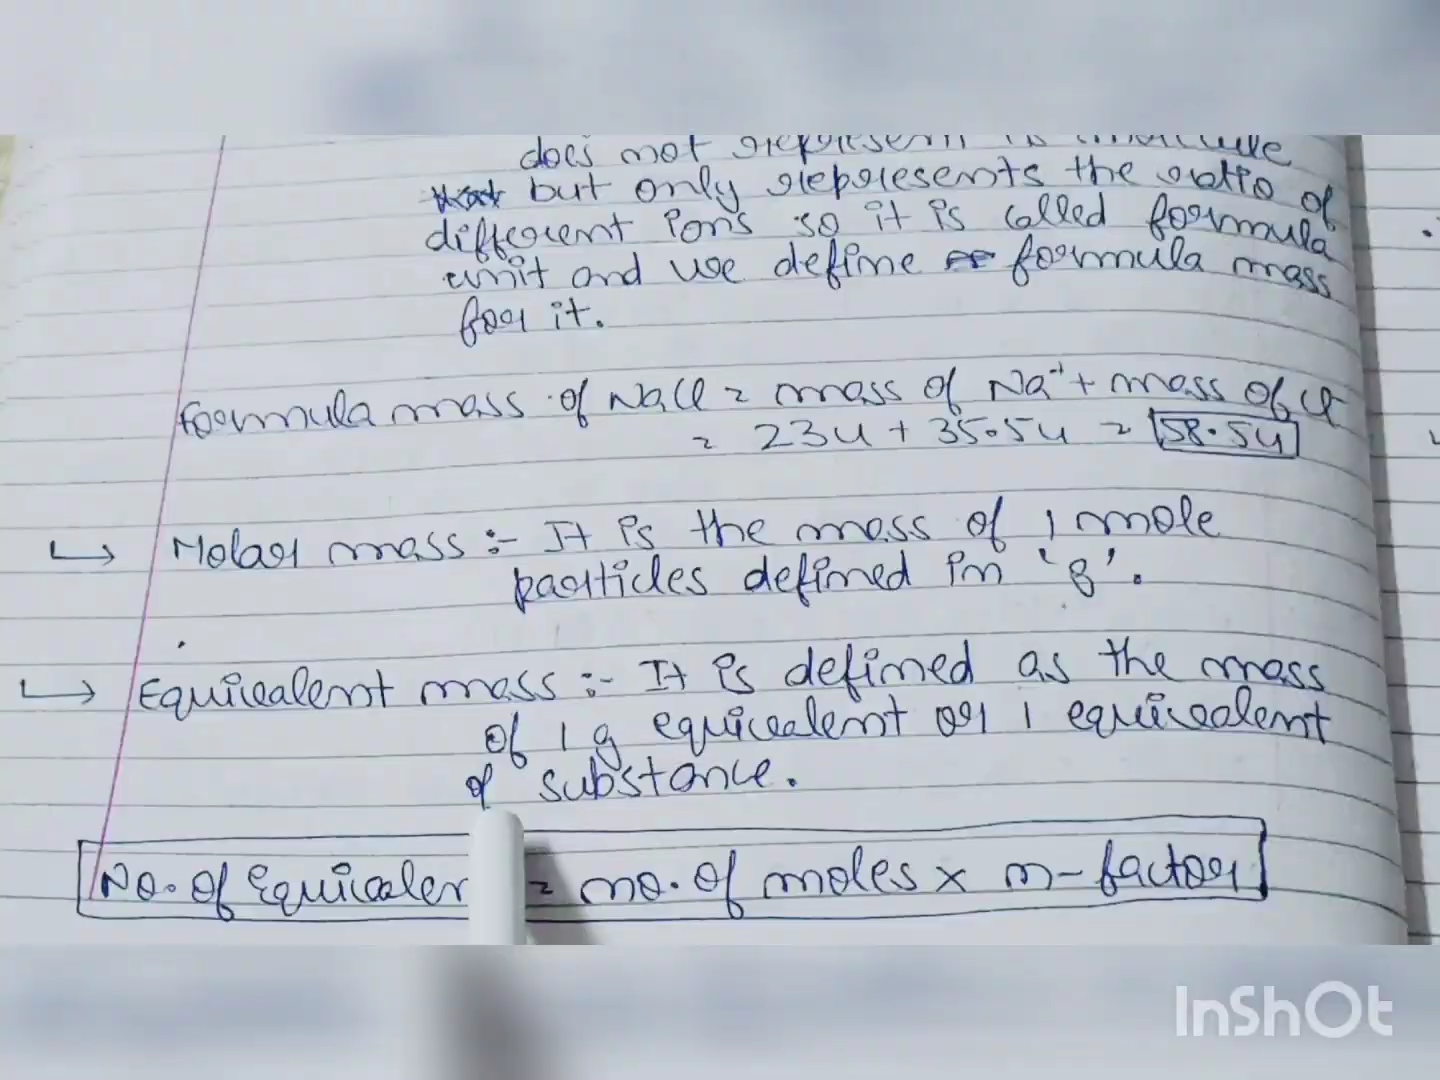 does not represent
but only represents the ratio of
different ions so it is called formula
unit and we define formula mass
for it.
Formula mass of NaCl = mass of Na⁺ + mass of Cl⁻
= 23u + 35.5u = 58.5u
↳ Molar mass :- It is the mass of 1 mole
particles defined in 'g'.
↳ Equivalent mass :- It is defined as the mass
of 1 g equivalent or 1 equivalent
of substance.
No. Of Equivalen = no. of moles × n-factor
InShOt